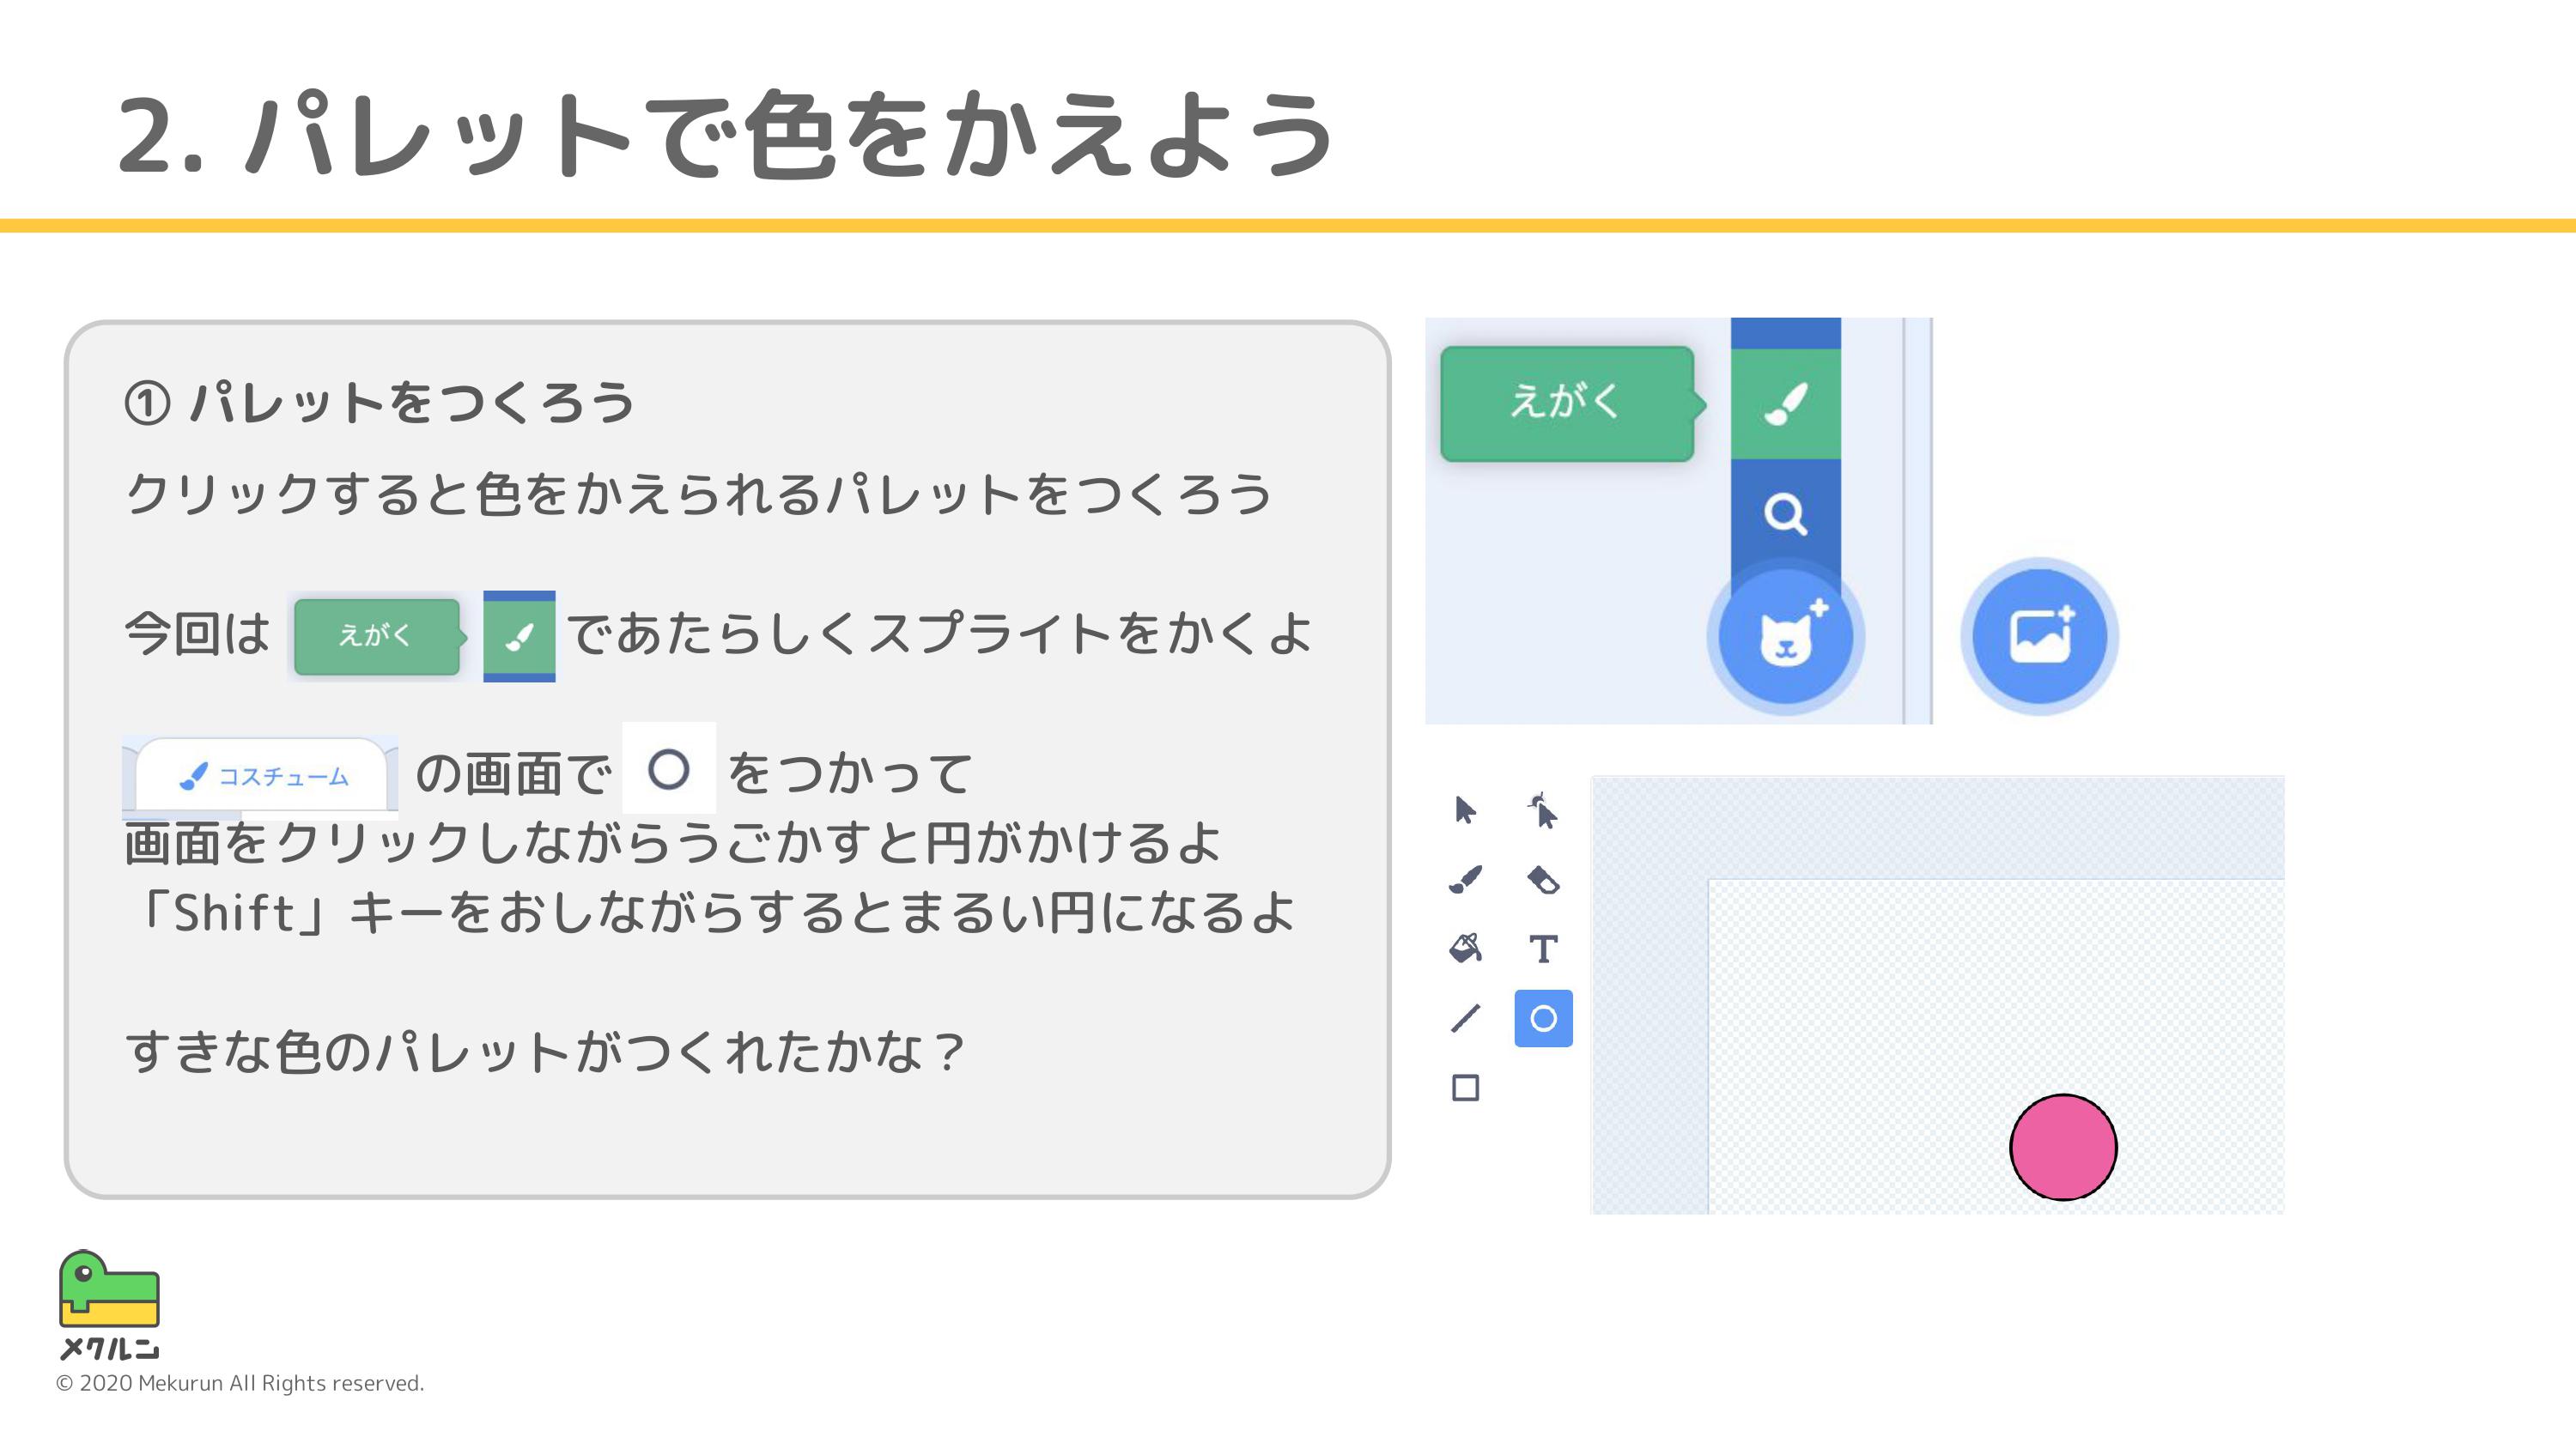 2. パレットで色をかえよう
① パレットをつくろう
クリックすると色をかえられるパレットをつくろう
今回は えがく であたらしくスプライトをかくよ
コスチューム の画面で をつかって
画面をクリックしながらうごかすと円がかけるよ
「Shift」キーをおしながらするとまるい円になるよ
すきな色のパレットがつくれたかな？
えがく
T
メクルン
© 2020 Mekurun All Rights reserved.